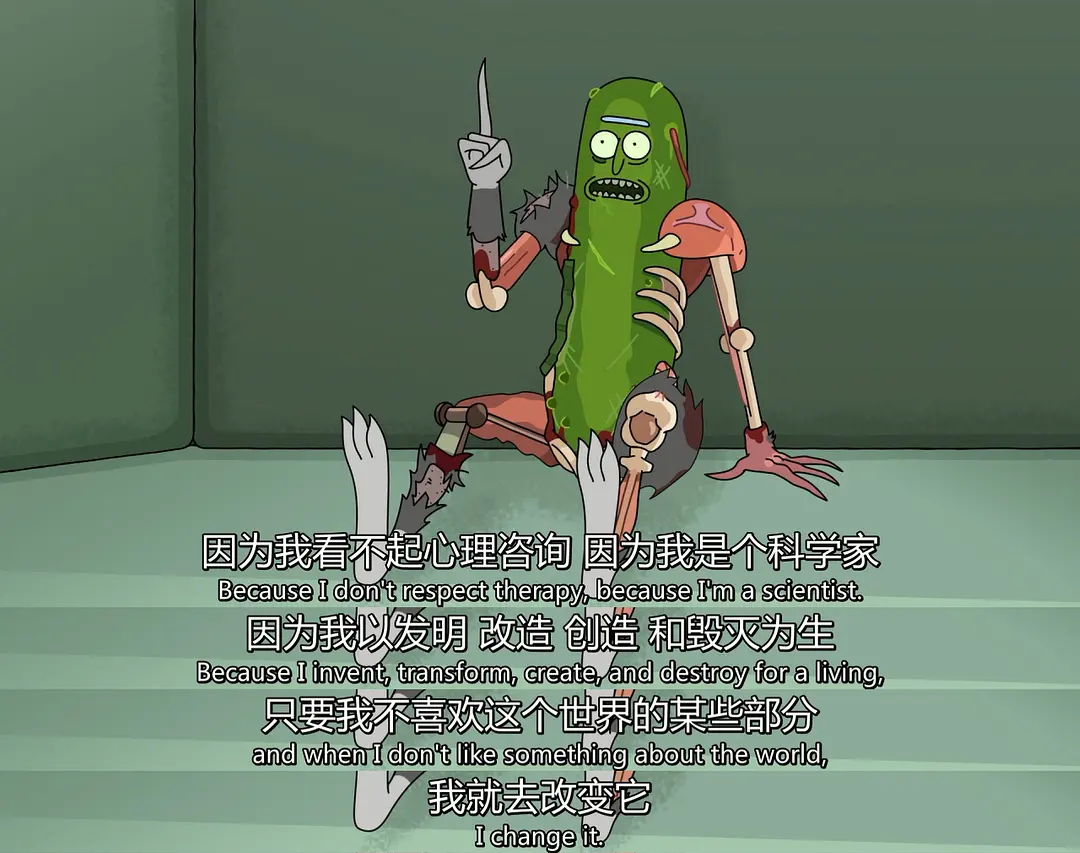 因为我看不起心理咨询 因为我是个科学家
Because I don't respect therapy, because I'm a scientist.
因为我以发明 改造 创造 和毁灭为生
Because I invent, transform, create, and destroy for a living,
只要我不喜欢这个世界的某些部分
and when I don't like something about the world,
我就去改变它
I change it.